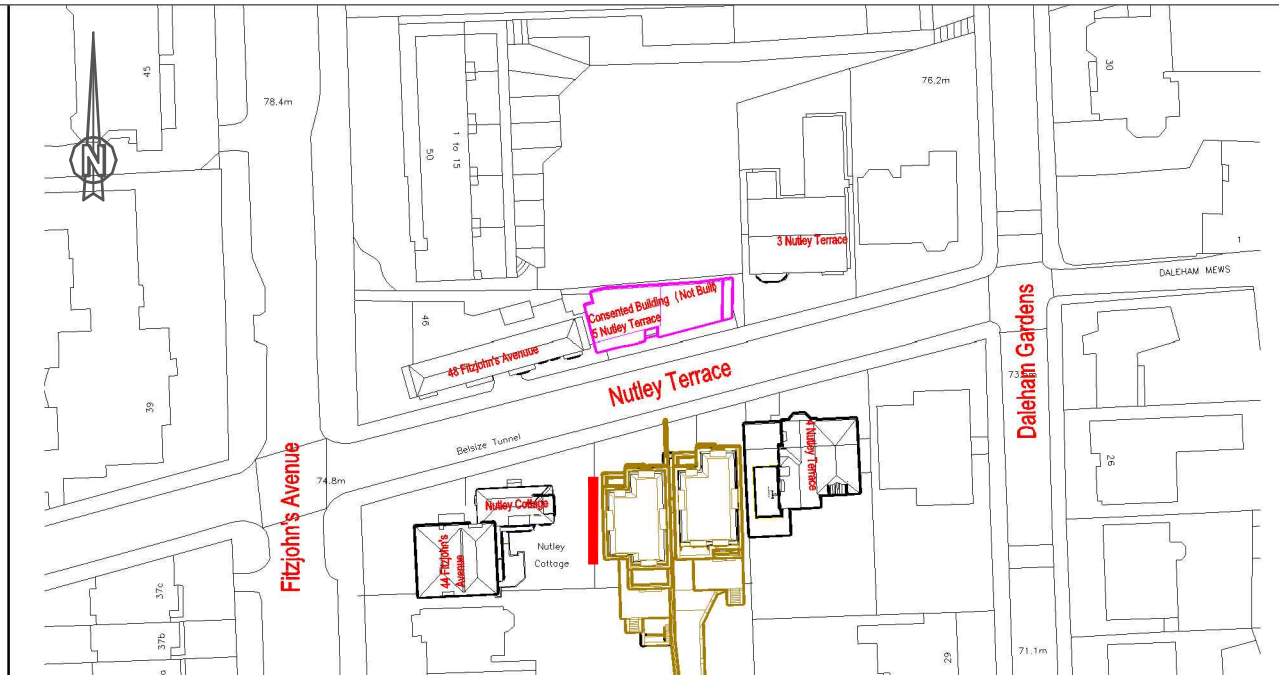 45
78.4m
N
50
1 to 15
76.2m
30
3 Nutley Terrace
1
DALEHAM MEWS
Consented Building (Not Built)
5 Nutley Terrace
46
48 Fitzjohn's Avenuue
Nutley Terrace
Daleham Gardens
39
Belsize Tunnel
4 Nutley Terrace
26
Fitzjohn's Avenue
74.8m
Nutley Cottage
Nutley
Cottage
44 Fitzjohn's
Avenue
37c
37b
29
71.1m